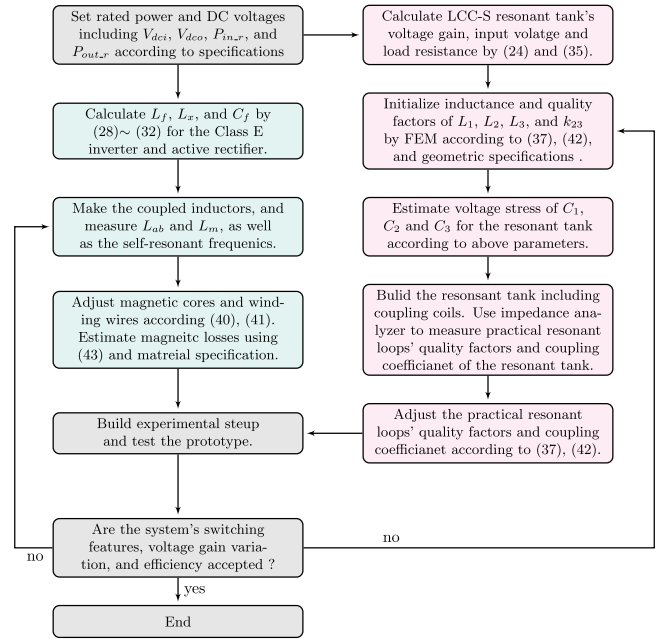 Set rated power and DC voltages
including V_dci, V_dco, P_in_r, and
P_out_r according to specifications
Calculate L_f, L_x, and C_f by
(28)∼ (32) for the Class E
inverter and active rectifier.
Make the coupled inductors, and
measure L_ab and L_m, as well
as the self-resonant frequenics.
Adjust magnetic cores and wind-
ing wires according (40), (41).
Estimate magneitc losses using
(43) and matreial specification.
Build experimental steup
and test the prototype.
Are the system's switching
features, voltage gain varia-
tion, and efficiency accepted ?
no
yes
End
Calculate LCC-S resonant tank's
voltage gain, input volatge and
load resistance by (24) and (35).
Initialize inductance and quality
factors of L_1, L_2, L_3, and k_23
by FEM according to (37), (42),
and geometric specifications .
Estimate voltage stress of C_1,
C_2 and C_3 for the resonant tank
according to above parameters.
Bulid the resonsant tank including
coupling coils. Use impedance ana-
lyzer to measure practical resonant
loops' quality factors and coupling
coefficianet of the resonant tank.
Adjust the practical resonant
loops' quality factors and coupling
coefficianet according to (37), (42).
no